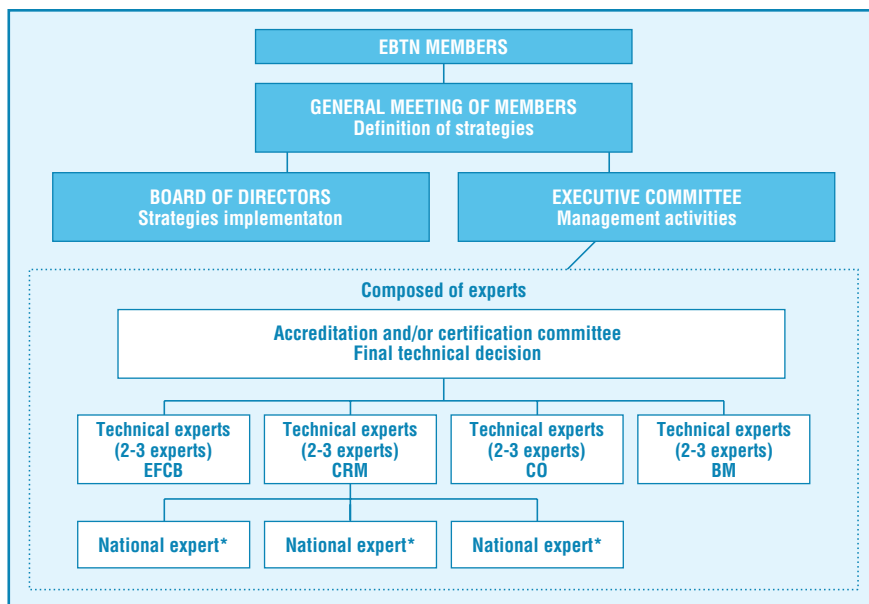 EBTN MEMBERS
GENERAL MEETING OF MEMBERS
Definition of strategies
BOARD OF DIRECTORS
Strategies implementaton
EXECUTIVE COMMITTEE
Management activities
Composed of experts
Accreditation and/or certification committee
Final technical decision
Technical experts
(2-3 experts)
EFCB
Technical experts
(2-3 experts)
CRM
Technical experts
(2-3 experts)
CO
Technical experts
(2-3 experts)
BM
National expert*
National expert*
National expert*